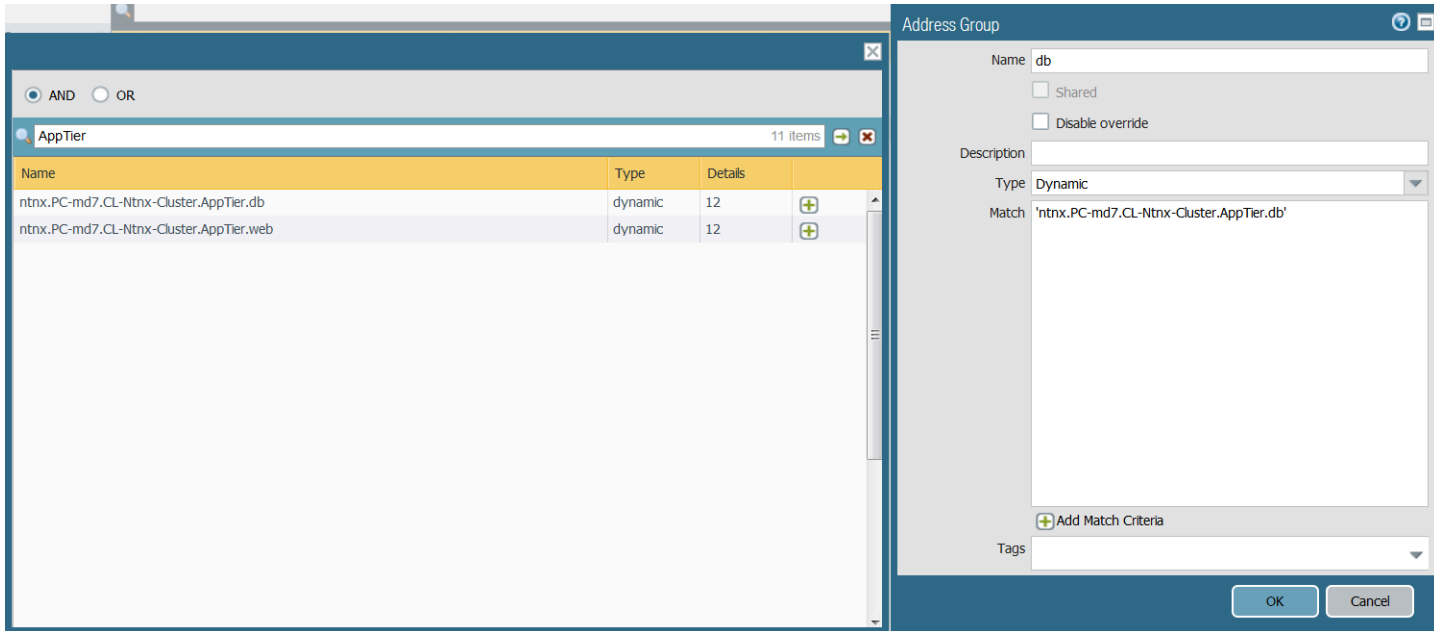 AND OR
AppTier 11 items
Name Type Details
ntnx.PC-md7.CL-Ntnx-Cluster.AppTier.db dynamic 12
ntnx.PC-md7.CL-Ntnx-Cluster.AppTier.web dynamic 12
Address Group
Name db
Shared
Disable override
Description
Type Dynamic
Match 'ntnx.PC-md7.CL-Ntnx-Cluster.AppTier.db'
Add Match Criteria
Tags
OK Cancel